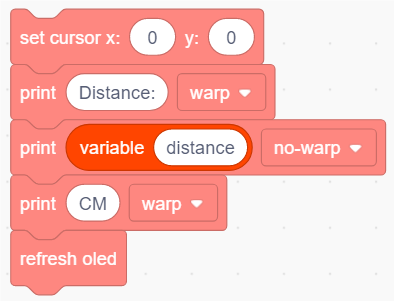 set cursor x: 0 y: 0
print Distance: warp
print variable distance no-warp
print CM warp
refresh oled